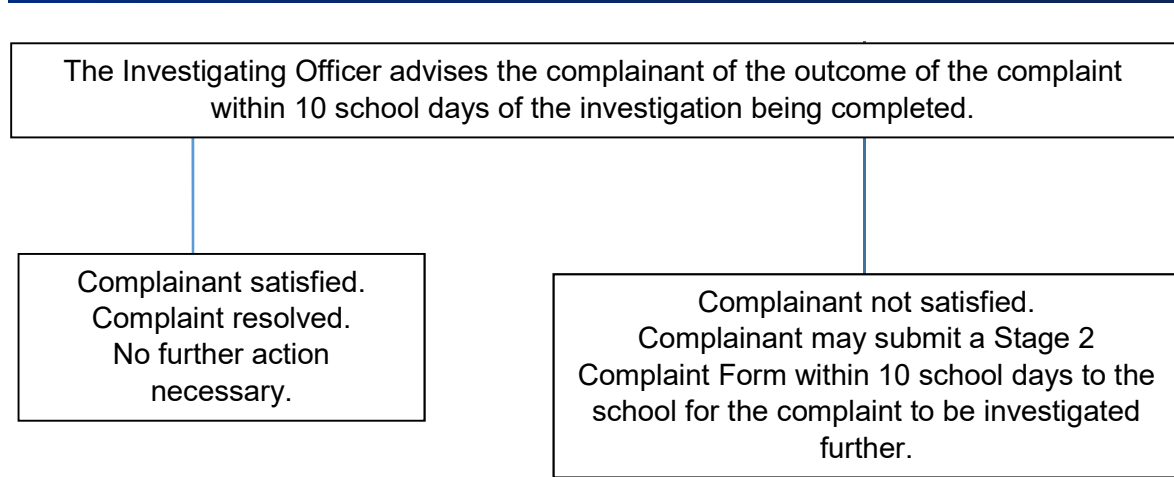 The Investigating Officer advises the complainant of the outcome of the complaint
within 10 school days of the investigation being completed.
Complainant satisfied.
Complaint resolved.
No further action
necessary.
Complainant not satisfied.
Complainant may submit a Stage 2
Complaint Form within 10 school days to the
school for the complaint to be investigated
further.